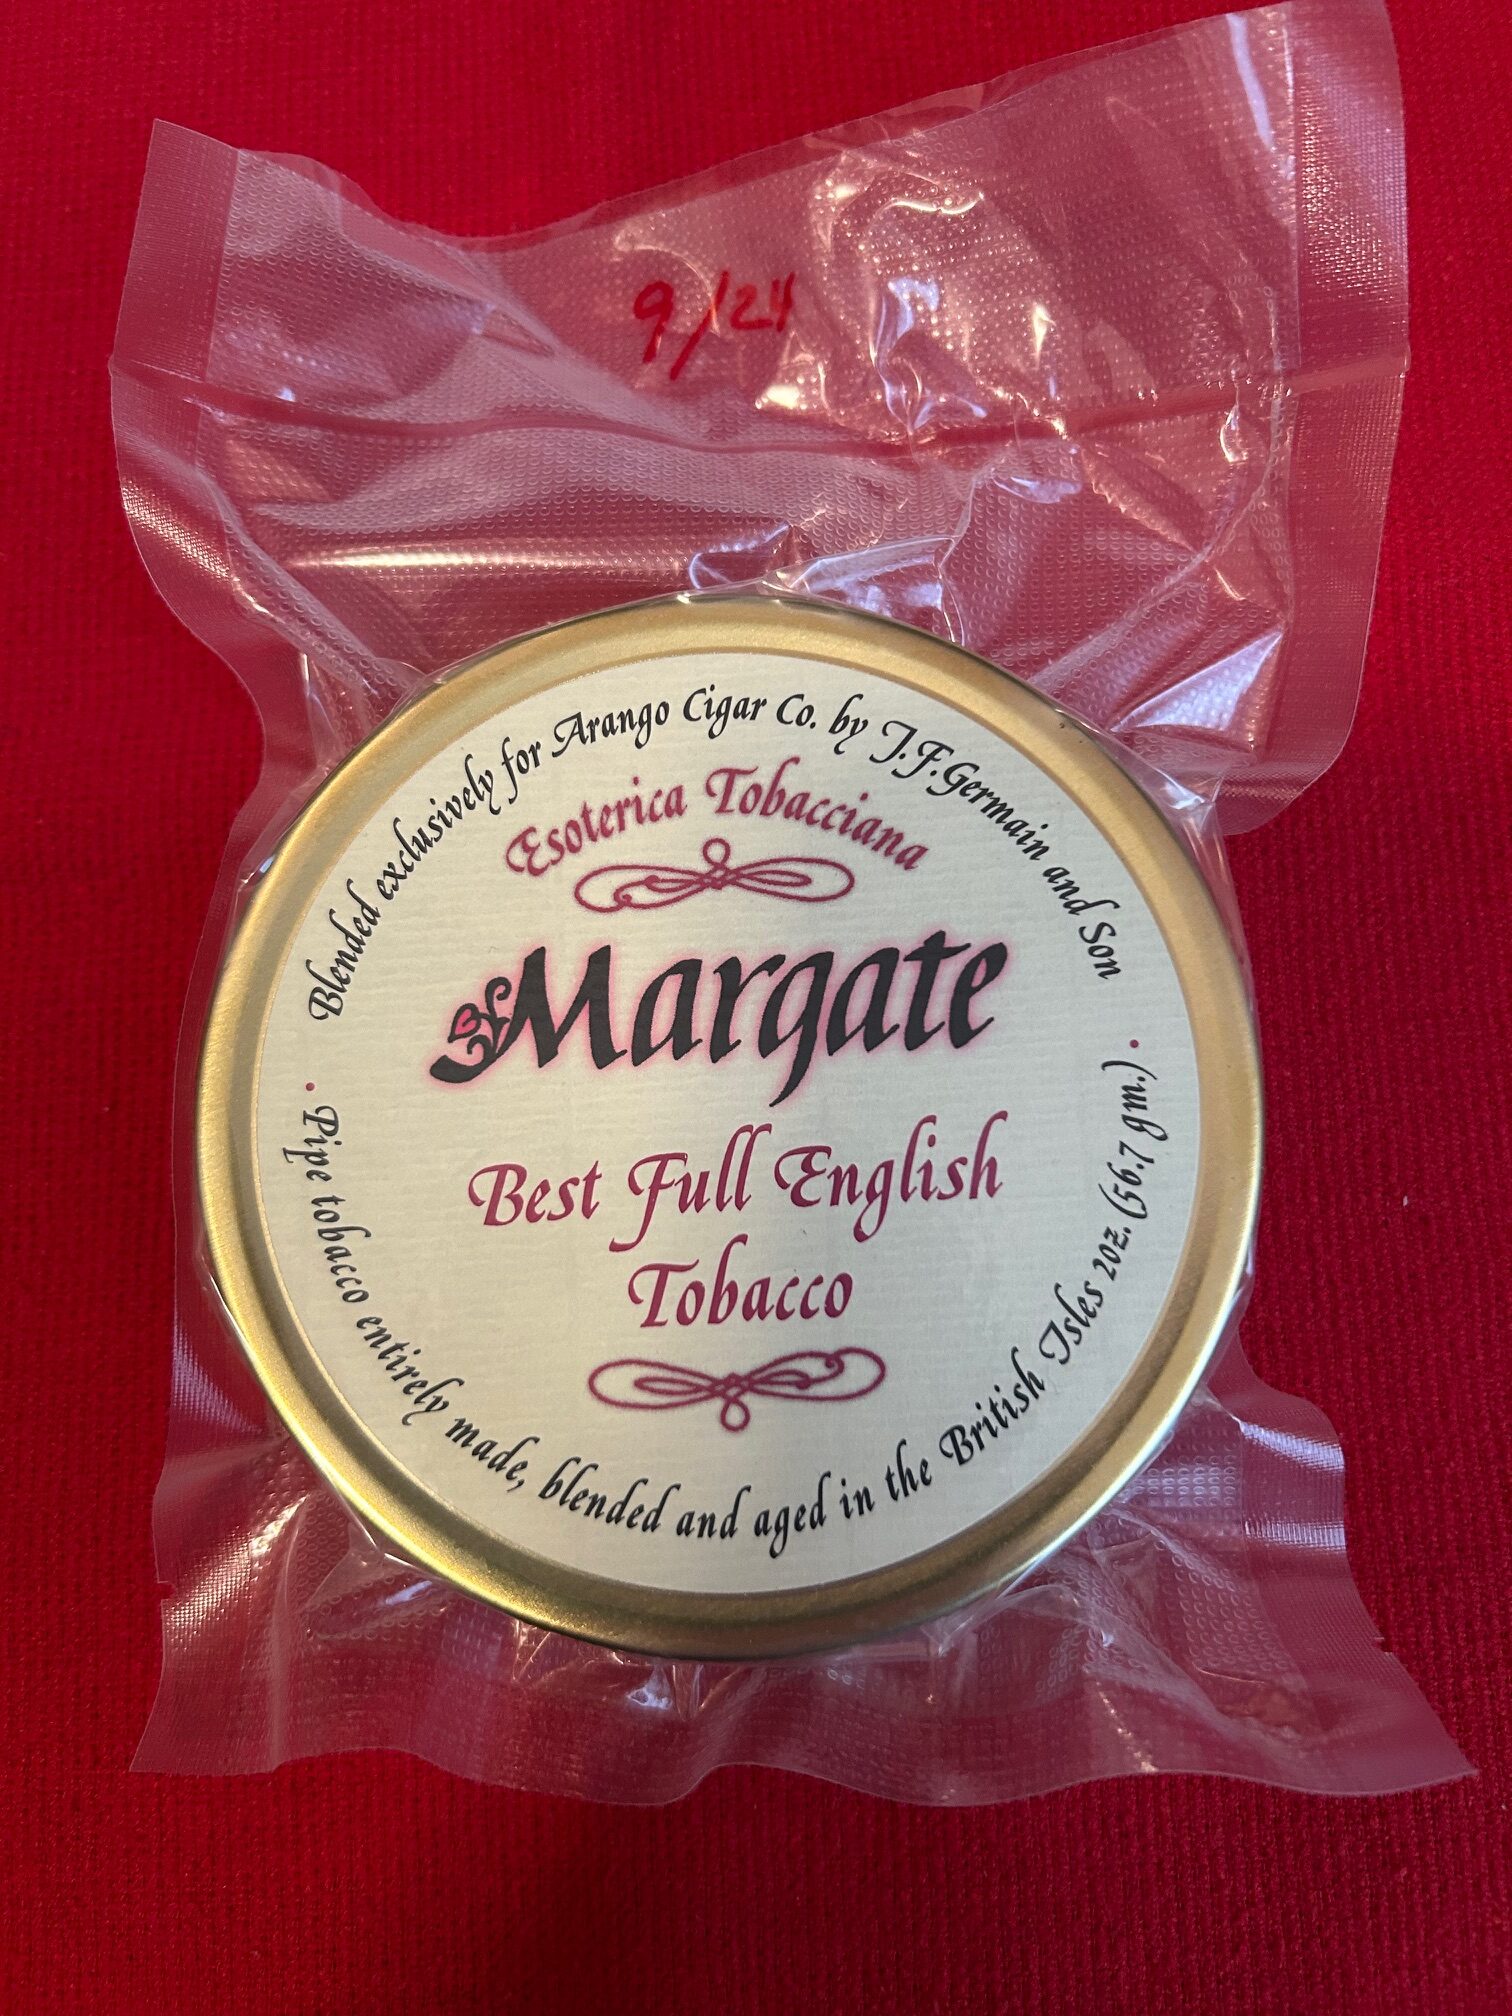 9/24
Blended exclusively for Arango Cigar Co. by J.F.Germain and Son
Esoterica Tobacciana
Margate
Best Full English
Tobacco
• Pipe tobacco entirely made, blended and aged in the British Isles 2oz. (56.7 gm.) •